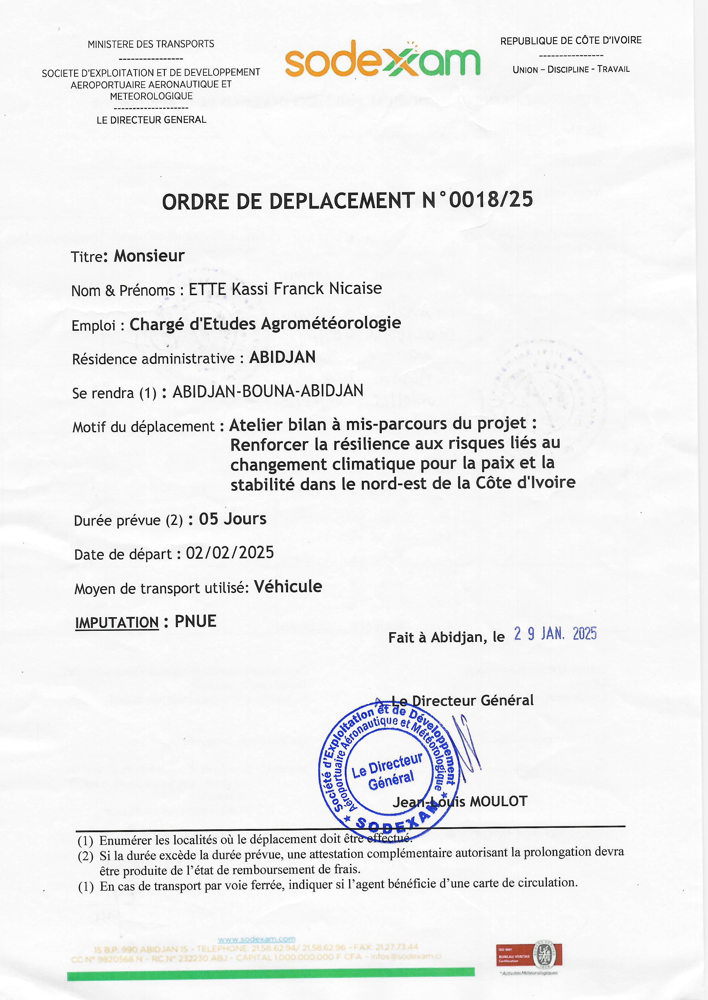 MINISTERE DES TRANSPORTS
----------------
SOCIETE D'EXPLOITATION ET DE DEVELOPPEMENT
AEROPORTUAIRE AERONAUTIQUE ET
METEOROLOGIQUE
-------------------
LE DIRECTEUR GENERAL
sodexam
REPUBLIQUE DE CÔTE D'IVOIRE
----------------
UNION – DISCIPLINE - TRAVAIL
ORDRE DE DEPLACEMENT N°0018/25
Titre: Monsieur
Nom & Prénoms : ETTE Kassi Franck Nicaise
Emploi : Chargé d'Etudes Agrométéorologie
Résidence administrative : ABIDJAN
Se rendra (1) : ABIDJAN-BOUNA-ABIDJAN
Motif du déplacement : Atelier bilan à mis-parcours du projet :
Renforcer la résilience aux risques liés au
changement climatique pour la paix et la
stabilité dans le nord-est de la Côte d'Ivoire
Durée prévue (2) : 05 Jours
Date de départ : 02/02/2025
Moyen de transport utilisé: Véhicule
IMPUTATION : PNUE
Fait à Abidjan, le 29 JAN. 2025
Le Directeur Général
Société d'Exploitation et de Développement
Aéroportuaire Aéronautique et Météorologique
Le Directeur
Général
★ SODEXAM ★
Jean-Louis MOULOT
(1) Enumérer les localités où le déplacement doit être effectué.
(2) Si la durée excède la durée prévue, une attestation complémentaire autorisant la prolongation devra
être produite de l'état de remboursement de frais.
(1) En cas de transport par voie ferrée, indiquer si l'agent bénéficie d'une carte de circulation.
www.sodexam.com
15 B.P. 990 ABIDJAN 15 - TELEPHONE: 21.58.62.94/ 21.58.62.96 - FAX: 21.27.73.44
CC N° 9820568 N - RC N° 232230 ABJ - CAPITAL 1.000.000.000 F CFA - infos@sodexam.ci
ISO 9001
BUREAU VERITAS
Certification
*Activités Météorologiques